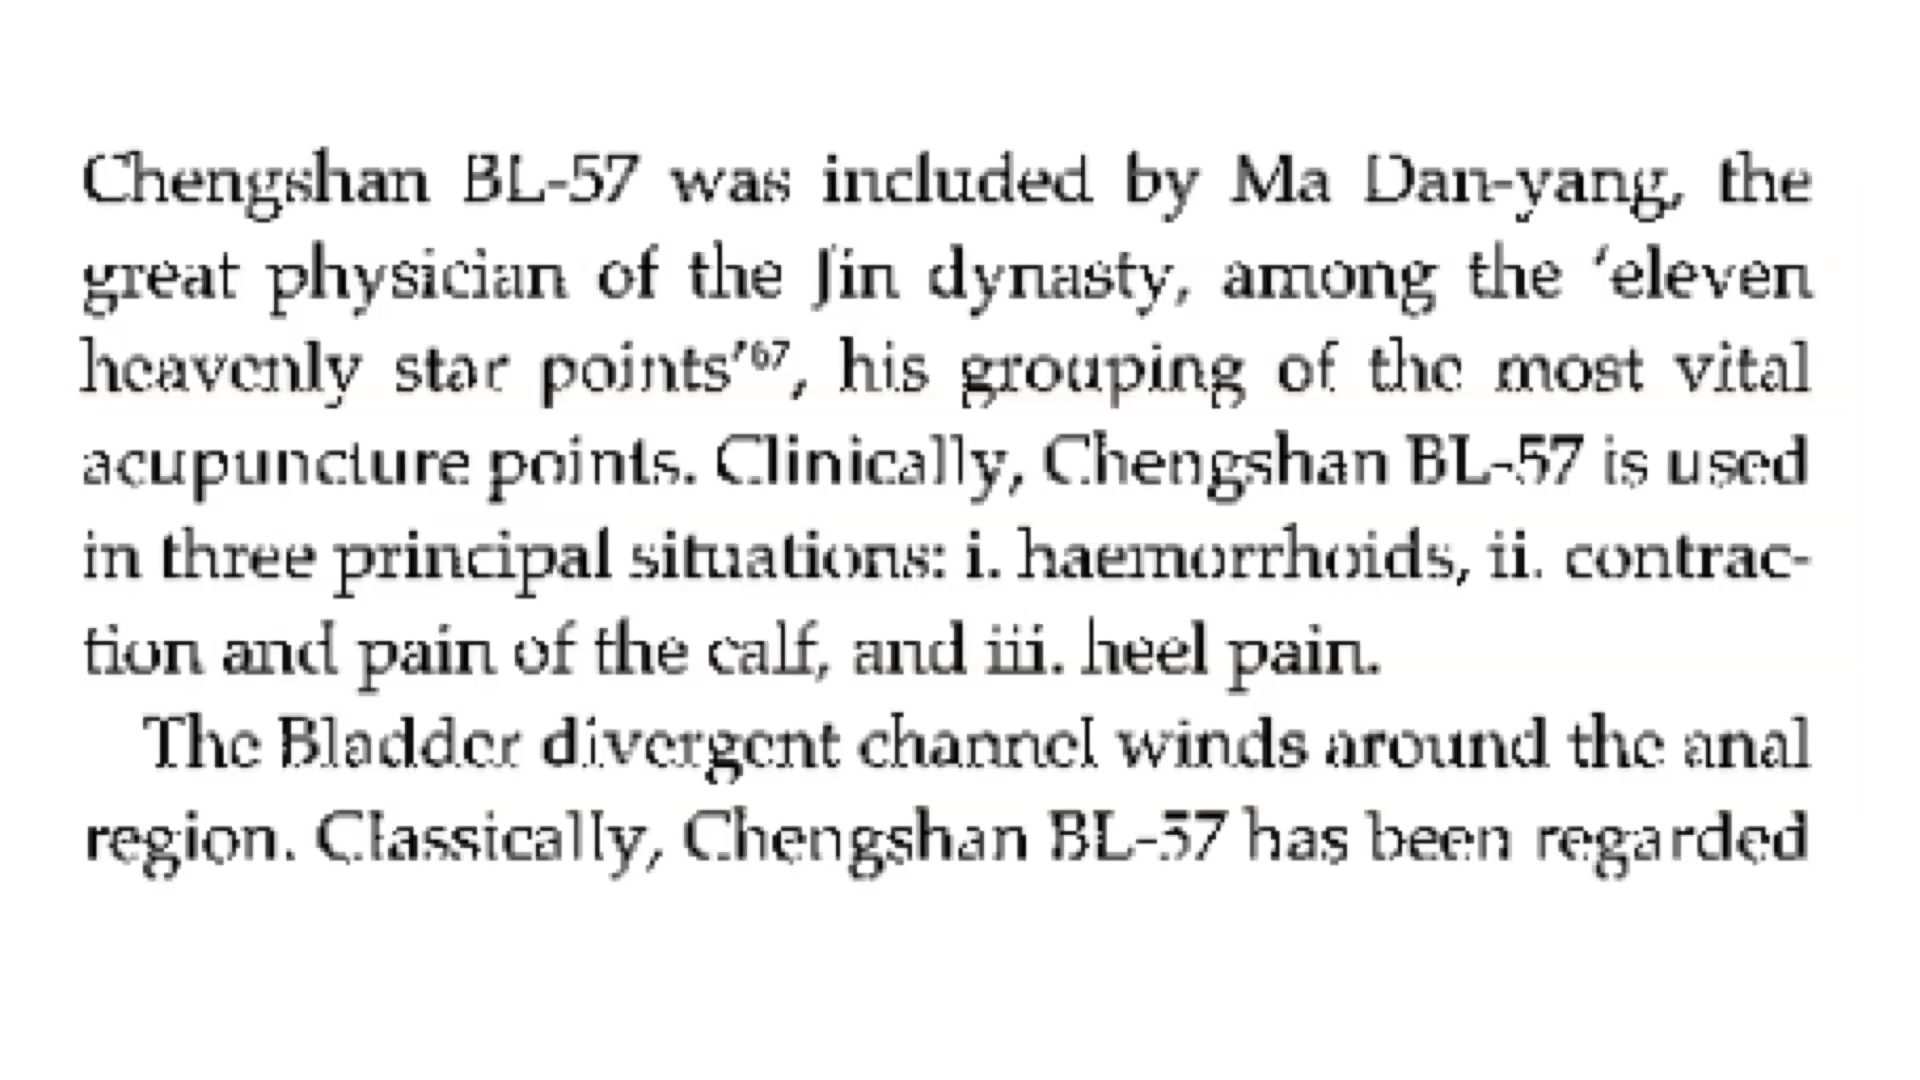 Chengshan BL-57 was included by Ma Dan-yang, the
great physician of the Jin dynasty, among the ‘eleven
heavenly star points’⁶⁷, his grouping of the most vital
acupuncture points. Clinically, Chengshan BL-57 is used
in three principal situations: i. haemorrhoids, ii. contrac-
tion and pain of the calf, and iii. heel pain.
The Bladder divergent channel winds around the anal
region. Classically, Chengshan BL-57 has been regarded